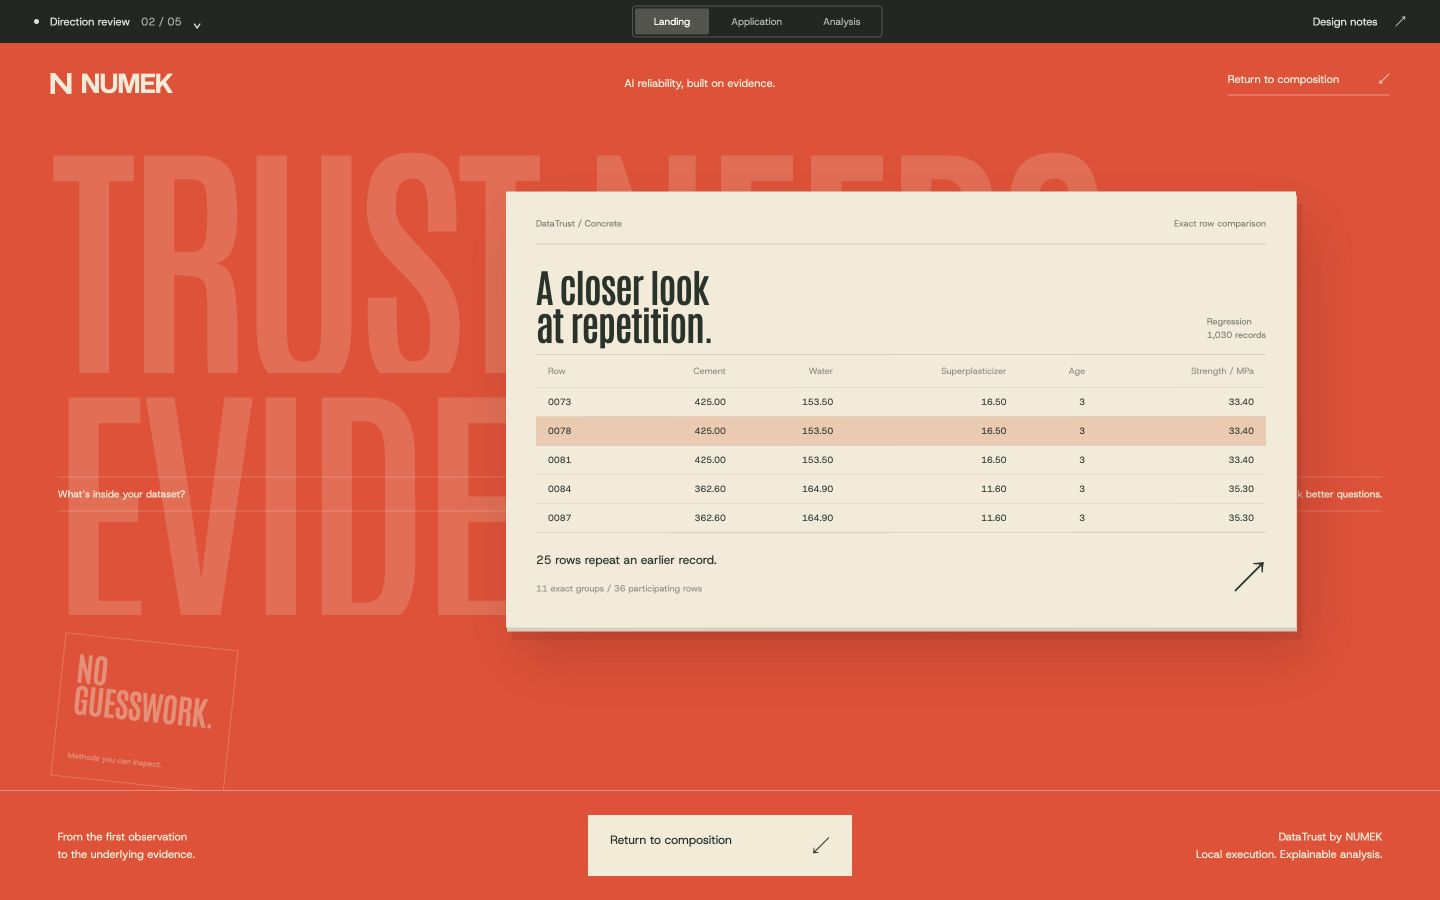 Direction review 02 / 05
Landing
Application
Analysis
Design notes
N NUMEK
AI reliability, built on evidence.
Return to composition
TRUST NEEDS
EVIDE
What's inside your dataset?
better questions.
DataTrust / Concrete
Exact row comparison
A closer look
at repetition.
Regression
1,030 records
Row Cement Water Superplasticizer Age Strength / MPa
0073 425.00 153.50 16.50 3 33.40
0078 425.00 153.50 16.50 3 33.40
0081 425.00 153.50 16.50 3 33.40
0084 362.60 164.90 11.60 3 35.30
0087 362.60 164.90 11.60 3 35.30
25 rows repeat an earlier record.
11 exact groups / 36 participating rows
NO
GUESSWORK.
Methods you can inspect.
From the first observation
to the underlying evidence.
Return to composition
DataTrust by NUMEK
Local execution. Explainable analysis.